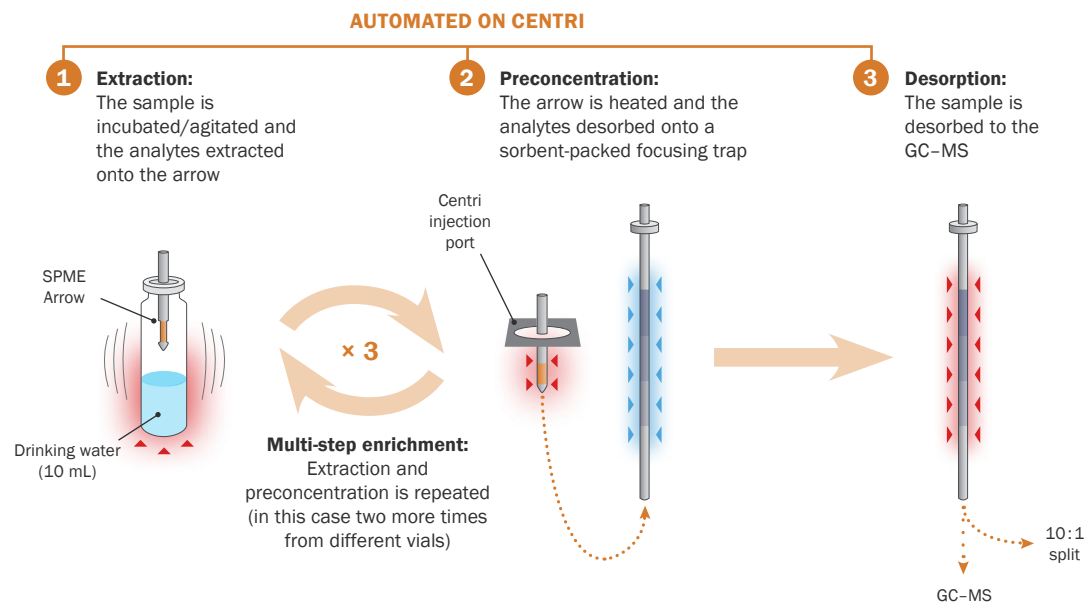 AUTOMATED ON CENTRI
1
Extraction:
The sample is
incubated/agitated and
the analytes extracted
onto the arrow
2
Preconcentration:
The arrow is heated and the
analytes desorbed onto a
sorbent-packed focusing trap
3
Desorption:
The sample is
desorbed to the
GC–MS
SPME
Arrow
Drinking water
(10 mL)
× 3
Multi-step enrichment:
Extraction and
preconcentration is repeated
(in this case two more times
from different vials)
Centri
injection
port
10:1
split
GC–MS